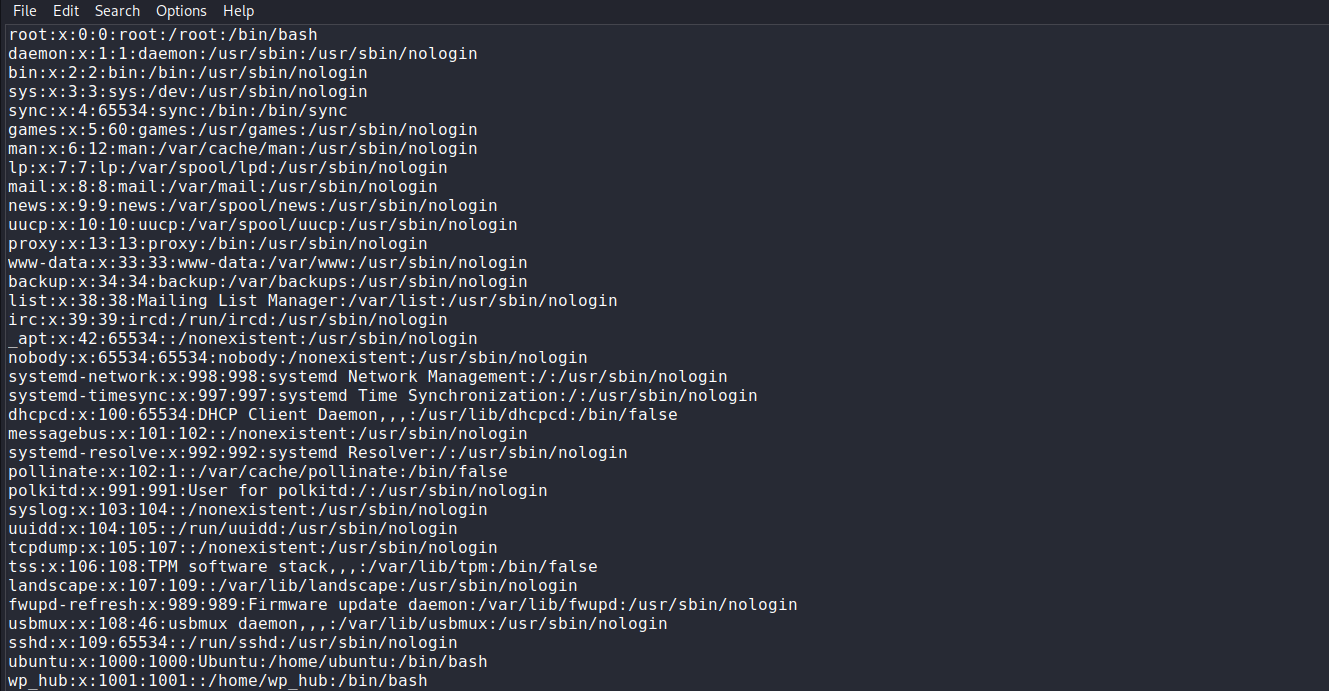 File Edit Search Options Help
root:x:0:0:root:/root:/bin/bash
daemon:x:1:1:daemon:/usr/sbin:/usr/sbin/nologin
bin:x:2:2:bin:/bin:/usr/sbin/nologin
sys:x:3:3:sys:/dev:/usr/sbin/nologin
sync:x:4:65534:sync:/bin:/bin/sync
games:x:5:60:games:/usr/games:/usr/sbin/nologin
man:x:6:12:man:/var/cache/man:/usr/sbin/nologin
lp:x:7:7:lp:/var/spool/lpd:/usr/sbin/nologin
mail:x:8:8:mail:/var/mail:/usr/sbin/nologin
news:x:9:9:news:/var/spool/news:/usr/sbin/nologin
uucp:x:10:10:uucp:/var/spool/uucp:/usr/sbin/nologin
proxy:x:13:13:proxy:/bin:/usr/sbin/nologin
www-data:x:33:33:www-data:/var/www:/usr/sbin/nologin
backup:x:34:34:backup:/var/backups:/usr/sbin/nologin
list:x:38:38:Mailing List Manager:/var/list:/usr/sbin/nologin
irc:x:39:39:ircd:/run/ircd:/usr/sbin/nologin
_apt:x:42:65534::/nonexistent:/usr/sbin/nologin
nobody:x:65534:65534:nobody:/nonexistent:/usr/sbin/nologin
systemd-network:x:998:998:systemd Network Management:/:/usr/sbin/nologin
systemd-timesync:x:997:997:systemd Time Synchronization:/:/usr/sbin/nologin
dhcpcd:x:100:65534:DHCP Client Daemon,,,:/usr/lib/dhcpcd:/bin/false
messagebus:x:101:102::/nonexistent:/usr/sbin/nologin
systemd-resolve:x:992:992:systemd Resolver:/:/usr/sbin/nologin
pollinate:x:102:1::/var/cache/pollinate:/bin/false
polkitd:x:991:991:User for polkitd:/:/usr/sbin/nologin
syslog:x:103:104::/nonexistent:/usr/sbin/nologin
uuidd:x:104:105::/run/uuidd:/usr/sbin/nologin
tcpdump:x:105:107::/nonexistent:/usr/sbin/nologin
tss:x:106:108:TPM software stack,,,:/var/lib/tpm:/bin/false
landscape:x:107:109::/var/lib/landscape:/usr/sbin/nologin
fwupd-refresh:x:989:989:Firmware update daemon:/var/lib/fwupd:/usr/sbin/nologin
usbmux:x:108:46:usbmux daemon,,,:/var/lib/usbmux:/usr/sbin/nologin
sshd:x:109:65534::/run/sshd:/usr/sbin/nologin
ubuntu:x:1000:1000:Ubuntu:/home/ubuntu:/bin/bash
wp_hub:x:1001:1001::/home/wp_hub:/bin/bash